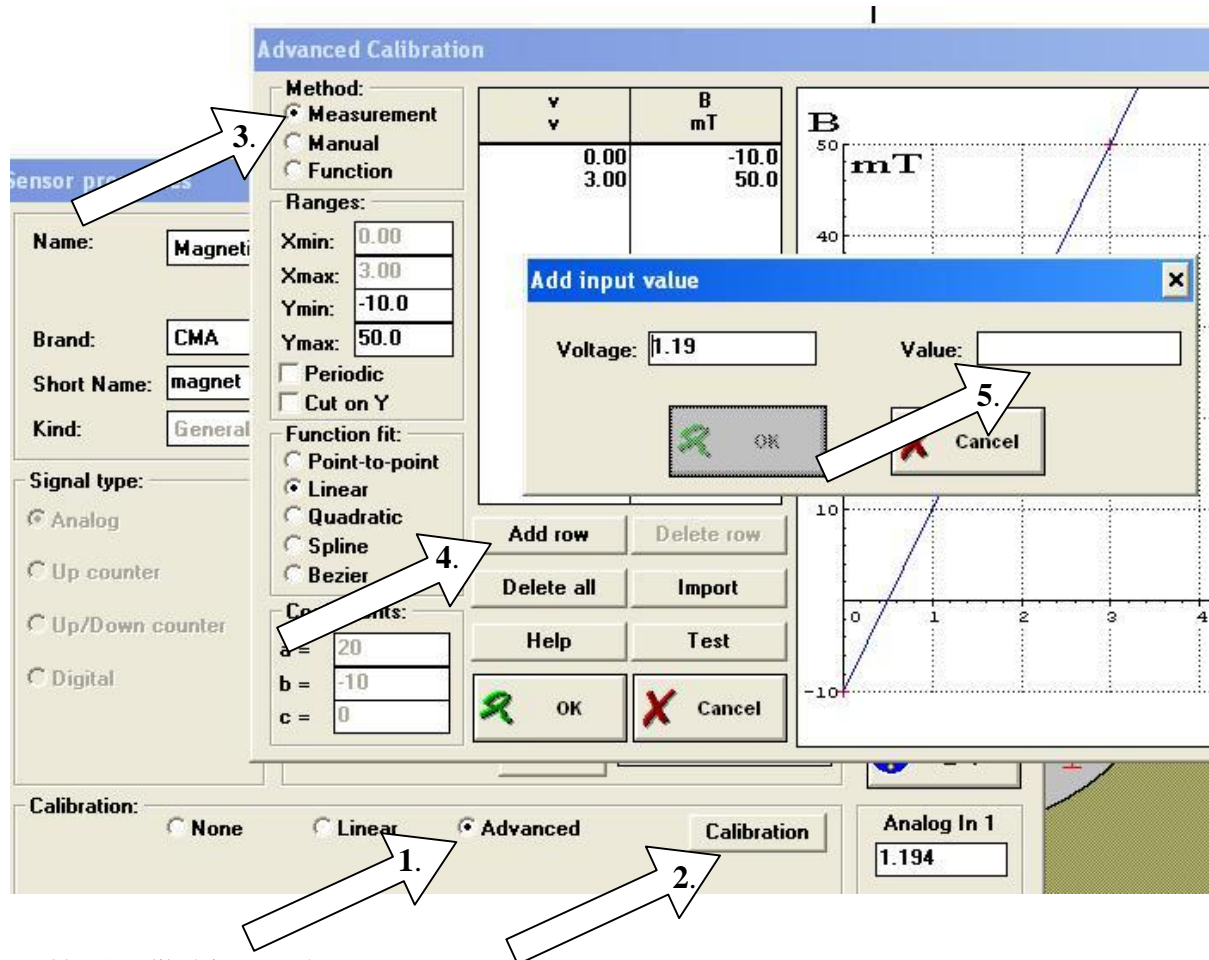 Advanced Calibration
Method:
Measurement
Manual
Function
3.
v
v
B
mT
0.00 -10.0
3.00 50.0
Ranges:
Xmin: 0.00
Xmax: 3.00
Ymin: -10.0
Ymax: 50.0
Periodic
Cut on Y
Function fit:
Point-to-point
Linear
Quadratic
Spline
Bezier
a = 20
b = -10
c = 0
4.
Add row Delete row
Delete all Import
Help Test
OK Cancel
B
mT
50
40
10
0 1 2 3 4
-10
Add input value
Voltage: 1.19 Value:
5.
OK Cancel
Name:
Brand: CMA
Short Name: magnet
Kind: General
Signal type:
Analog
Up counter
Up/Down counter
Digital
Calibration:
None Linear Advanced Calibration
Analog In 1
1.194
1.
2.